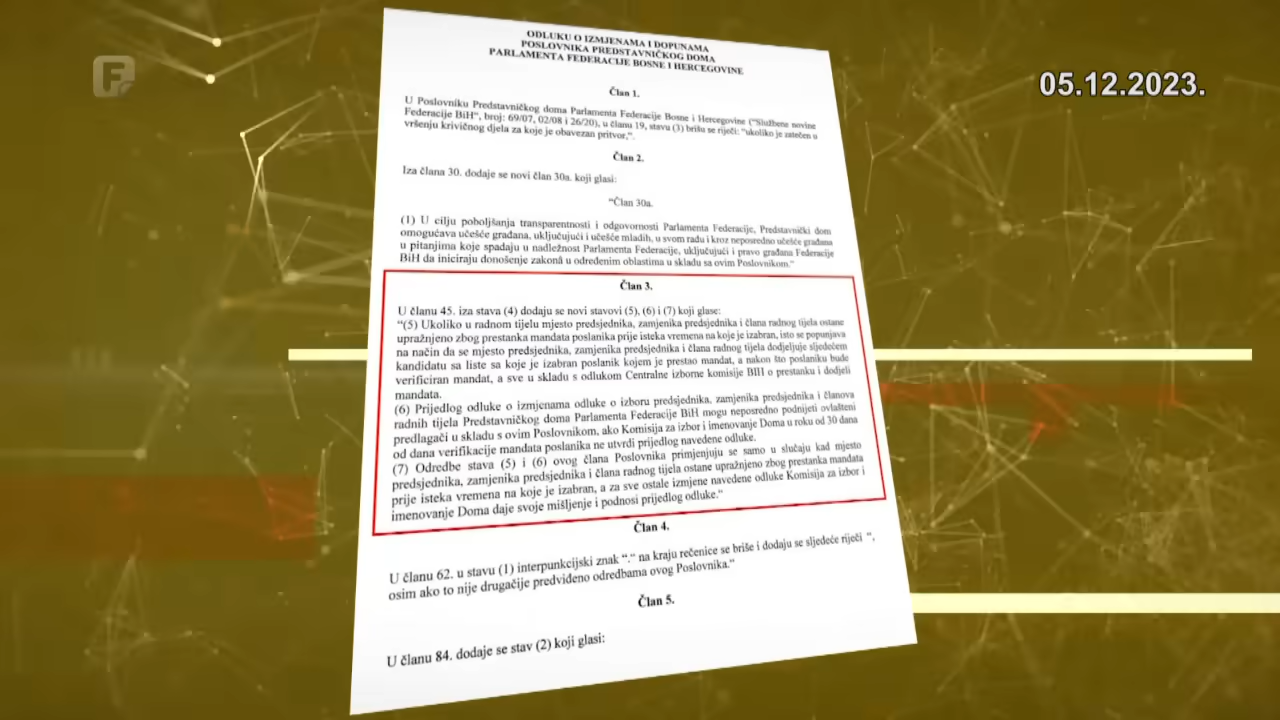 05.12.2023.
ODLUKU O IZMJENAMA I DOPUNAMA
POSLOVNIKA PREDSTAVNIČKOG DOMA
PARLAMENTA FEDERACIJE BOSNE I HERCEGOVINE
Član 1.
U Poslovniku Predstavničkog doma Parlamenta Federacije Bosne i Hercegovine (“Službene novine
Federacije BiH“, broj: 69/07, 02/08 i 26/20), u članu 19, stavu (3) brišu se riječi: “ukoliko je zatečen u
vršenju krivičnog djela za koje je obavezan pritvor,“.
Član 2.
Iza člana 30. dodaje se novi član 30a. koji glasi:
“Član 30a.
(1) U cilju poboljšanja transparentnosti i odgovornosti Parlamenta Federacije, Predstavnički dom
omogućava učešće građana, uključujući i učešće mladih, u svom radu i kroz neposredno učešće građana
u pitanjima koje spadaju u nadležnost Parlamenta Federacije, uključujući i pravo građana Federacije
BiH da iniciraju donošenje zakonâ u određenim oblastima u skladu sa ovim Poslovnikom.“
Član 3.
U članu 45. iza stava (4) dodaju se novi stavovi (5), (6) i (7) koji glase:
“(5) Ukoliko u radnom tijelu mjesto predsjednika, zamjenika predsjednika i člana radnog tijela ostane
upražnjeno zbog prestanka mandata poslanika prije isteka vremena na koje je izabran, isto se popunjava
na način da se mjesto predsjednika, zamjenika predsjednika i člana radnog tijela dodjeljuje sljedećem
kandidatu sa liste sa koje je izabran poslanik kojem je prestao mandat, a nakon što poslaniku bude
verificiran mandat, a sve u skladu s odlukom Centralne izborne komisije BIH o prestanku i dodjeli
mandata.
(6) Prijedlog odluke o izmjenama odluke o izboru predsjednika, zamjenika predsjednika i članova
radnih tijela Predstavničkog doma Parlamenta Federacije BiH mogu neposredno podnijeti ovlašteni
predlagači u skladu s ovim Poslovnikom, ako Komisija za izbor i imenovanje Doma u roku od 30 dana
od dana verifikacije mandata poslanika ne utvrdi prijedlog navedene odluke.
(7) Odredbe stava (5) i (6) ovog člana Poslovnika primjenjuju se samo u slučaju kad mjesto
predsjednika, zamjenika predsjednika i člana radnog tijela ostane upražnjeno zbog prestanka mandata
prije isteka vremena na koje je izabran, a za sve ostale izmjene navedene odluke Komisija za izbor i
imenovanje Doma daje svoje mišljenje i podnosi prijedlog odluke.“
Član 4.
U članu 62. u stavu (1) interpunkcijski znak “.” na kraju rečenice se briše i dodaju se sljedeće riječi “,
osim ako to nije drugačije predviđeno odredbama ovog Poslovnika.”
Član 5.
U članu 84. dodaje se stav (2) koji glasi: